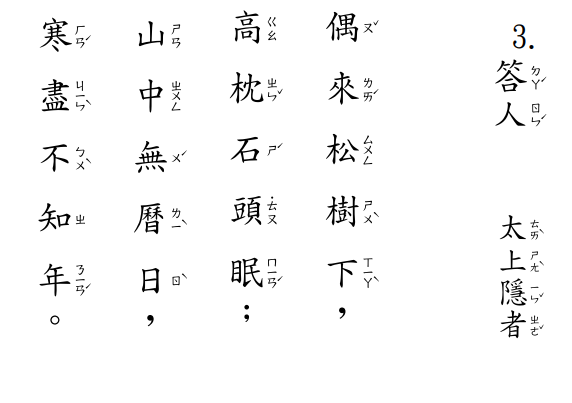 3.
答人
太上隱者
偶來松樹下，
高枕石頭眠；
山中無曆日，
寒盡不知年。